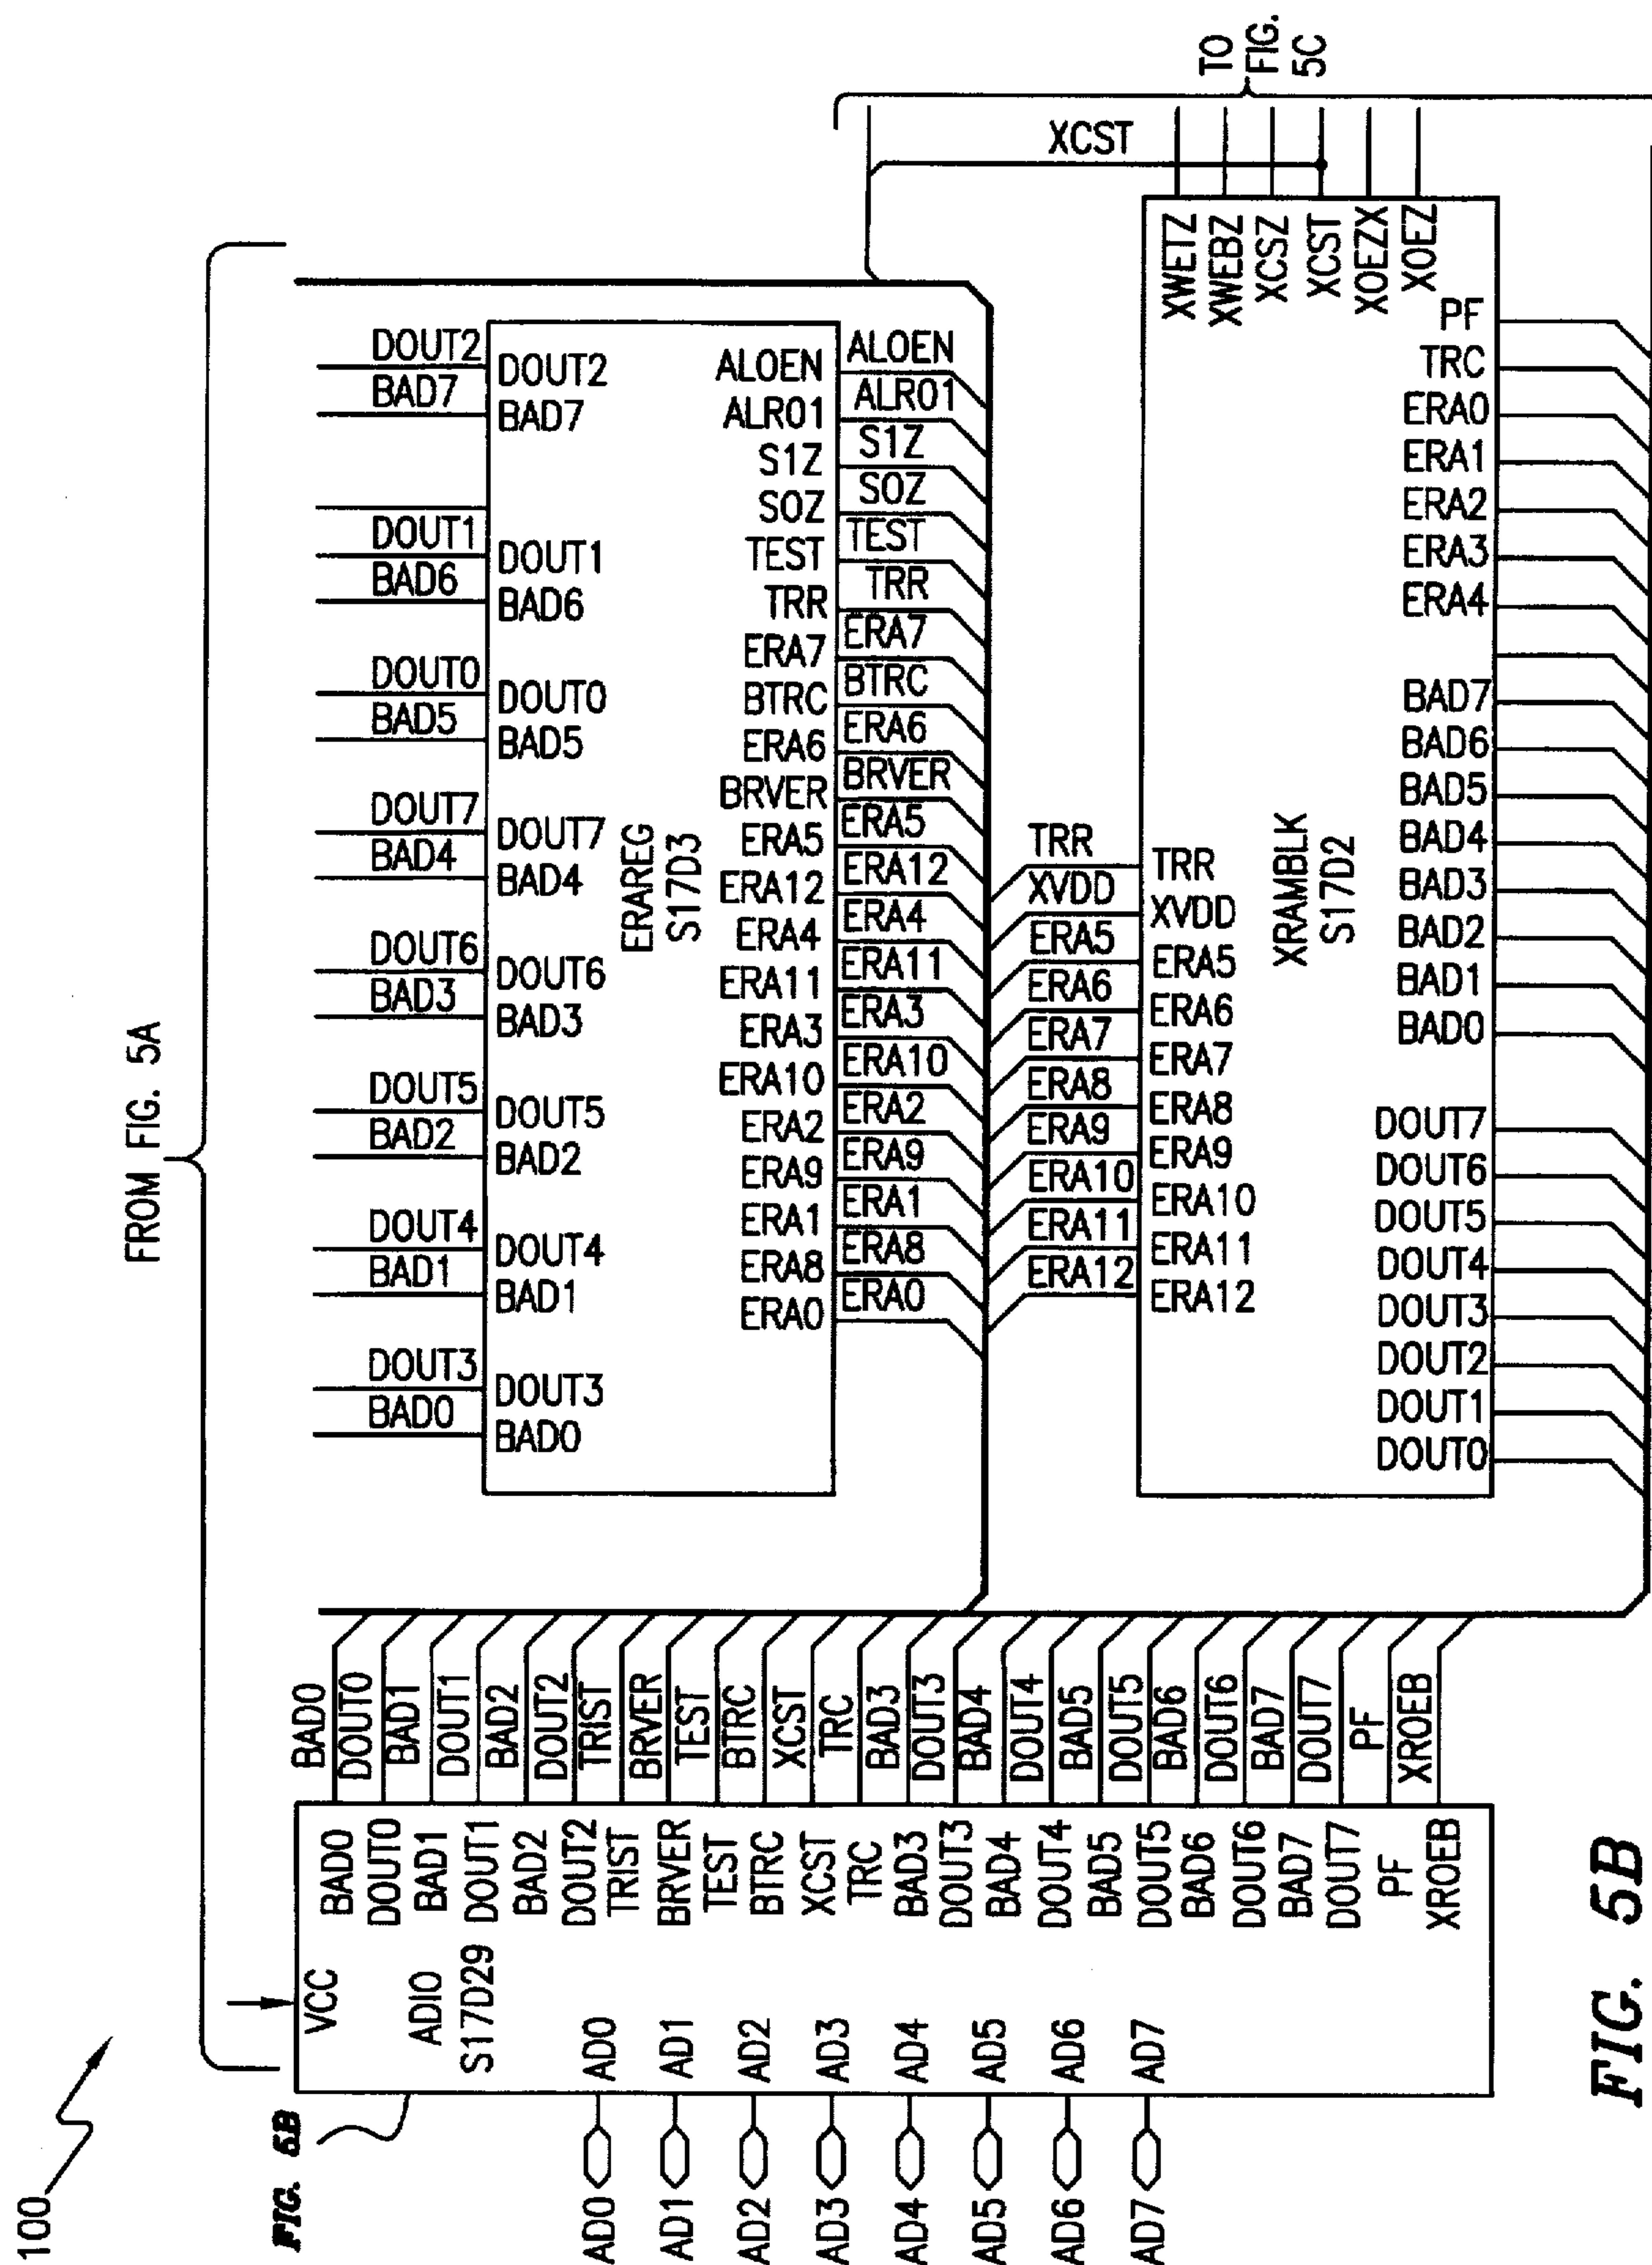 100
FROM FIG. 5A
FIG. 6B
AD0
AD1
AD2
AD3
AD4
AD5
AD6
AD7
AD0
AD1
AD2
AD3
AD4
AD5
AD6
AD7
VCC
ADIO
S17D29
BAD0
DOUT0
BAD1
DOUT1
BAD2
DOUT2
TRIST
BRVER
TEST
BTRC
XCST
TRC
BAD3
DOUT3
BAD4
DOUT4
BAD5
DOUT5
BAD6
DOUT6
BAD7
DOUT7
PF
XROEB
BAD0
DOUT0
BAD1
DOUT1
BAD2
DOUT2
TRIST
BRVER
TEST
BTRC
XCST
TRC
BAD3
DOUT3
BAD4
DOUT4
BAD5
DOUT5
BAD6
DOUT6
BAD7
DOUT7
PF
XROEB
BAD0
DOUT3
BAD1
DOUT4
BAD2
DOUT5
BAD3
DOUT6
BAD4
DOUT7
BAD5
DOUT0
BAD6
DOUT1
BAD7
DOUT2
BAD0
DOUT3
BAD1
DOUT4
BAD2
DOUT5
BAD3
DOUT6
BAD4
DOUT7
BAD5
DOUT0
BAD6
DOUT1
BAD7
DOUT2
ERAREG
S17D3
ERA0
ERA8
ERA1
ERA9
ERA2
ERA10
ERA3
ERA11
ERA4
ERA12
ERA5
BRVER
ERA6
BTRC
ERA7
TRR
TEST
SOZ
S1Z
ALRO1
ALOEN
ERA0
ERA8
ERA1
ERA9
ERA2
ERA10
ERA3
ERA11
ERA4
ERA12
ERA5
BRVER
ERA6
BTRC
ERA7
TRR
TEST
SOZ
S1Z
ALRO1
ALOEN
ERA12
ERA11
ERA10
ERA9
ERA8
ERA7
ERA6
ERA5
XVDD
TRR
ERA12
ERA11
ERA10
ERA9
ERA8
ERA7
ERA6
ERA5
XVDD
TRR
XRAMBLK
S17D2
XCST
XWETZ
XWEBZ
XCSZ
XCST
XOEZX
XOEZ
DOUT0
DOUT1
DOUT2
DOUT3
DOUT4
DOUT5
DOUT6
DOUT7
BAD0
BAD1
BAD2
BAD3
BAD4
BAD5
BAD6
BAD7
ERA4
ERA3
ERA2
ERA1
ERA0
TRC
PF
TO
FIG.
5C
FIG. 5B